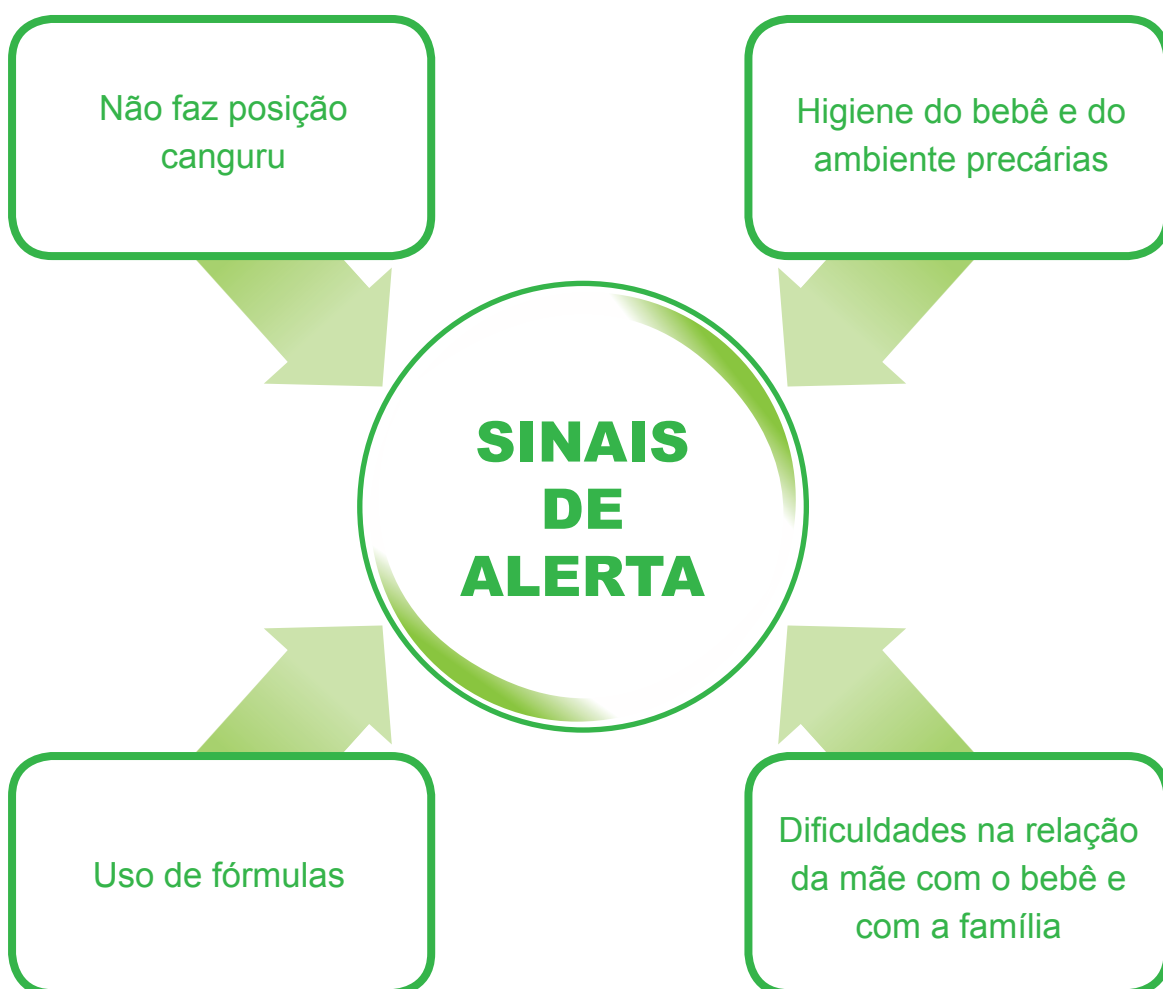 Não faz posição
canguru
Higiene do bebê e do
ambiente precárias
SINAIS
DE
ALERTA
Uso de fórmulas
Dificuldades na relação
da mãe com o bebê e
com a família